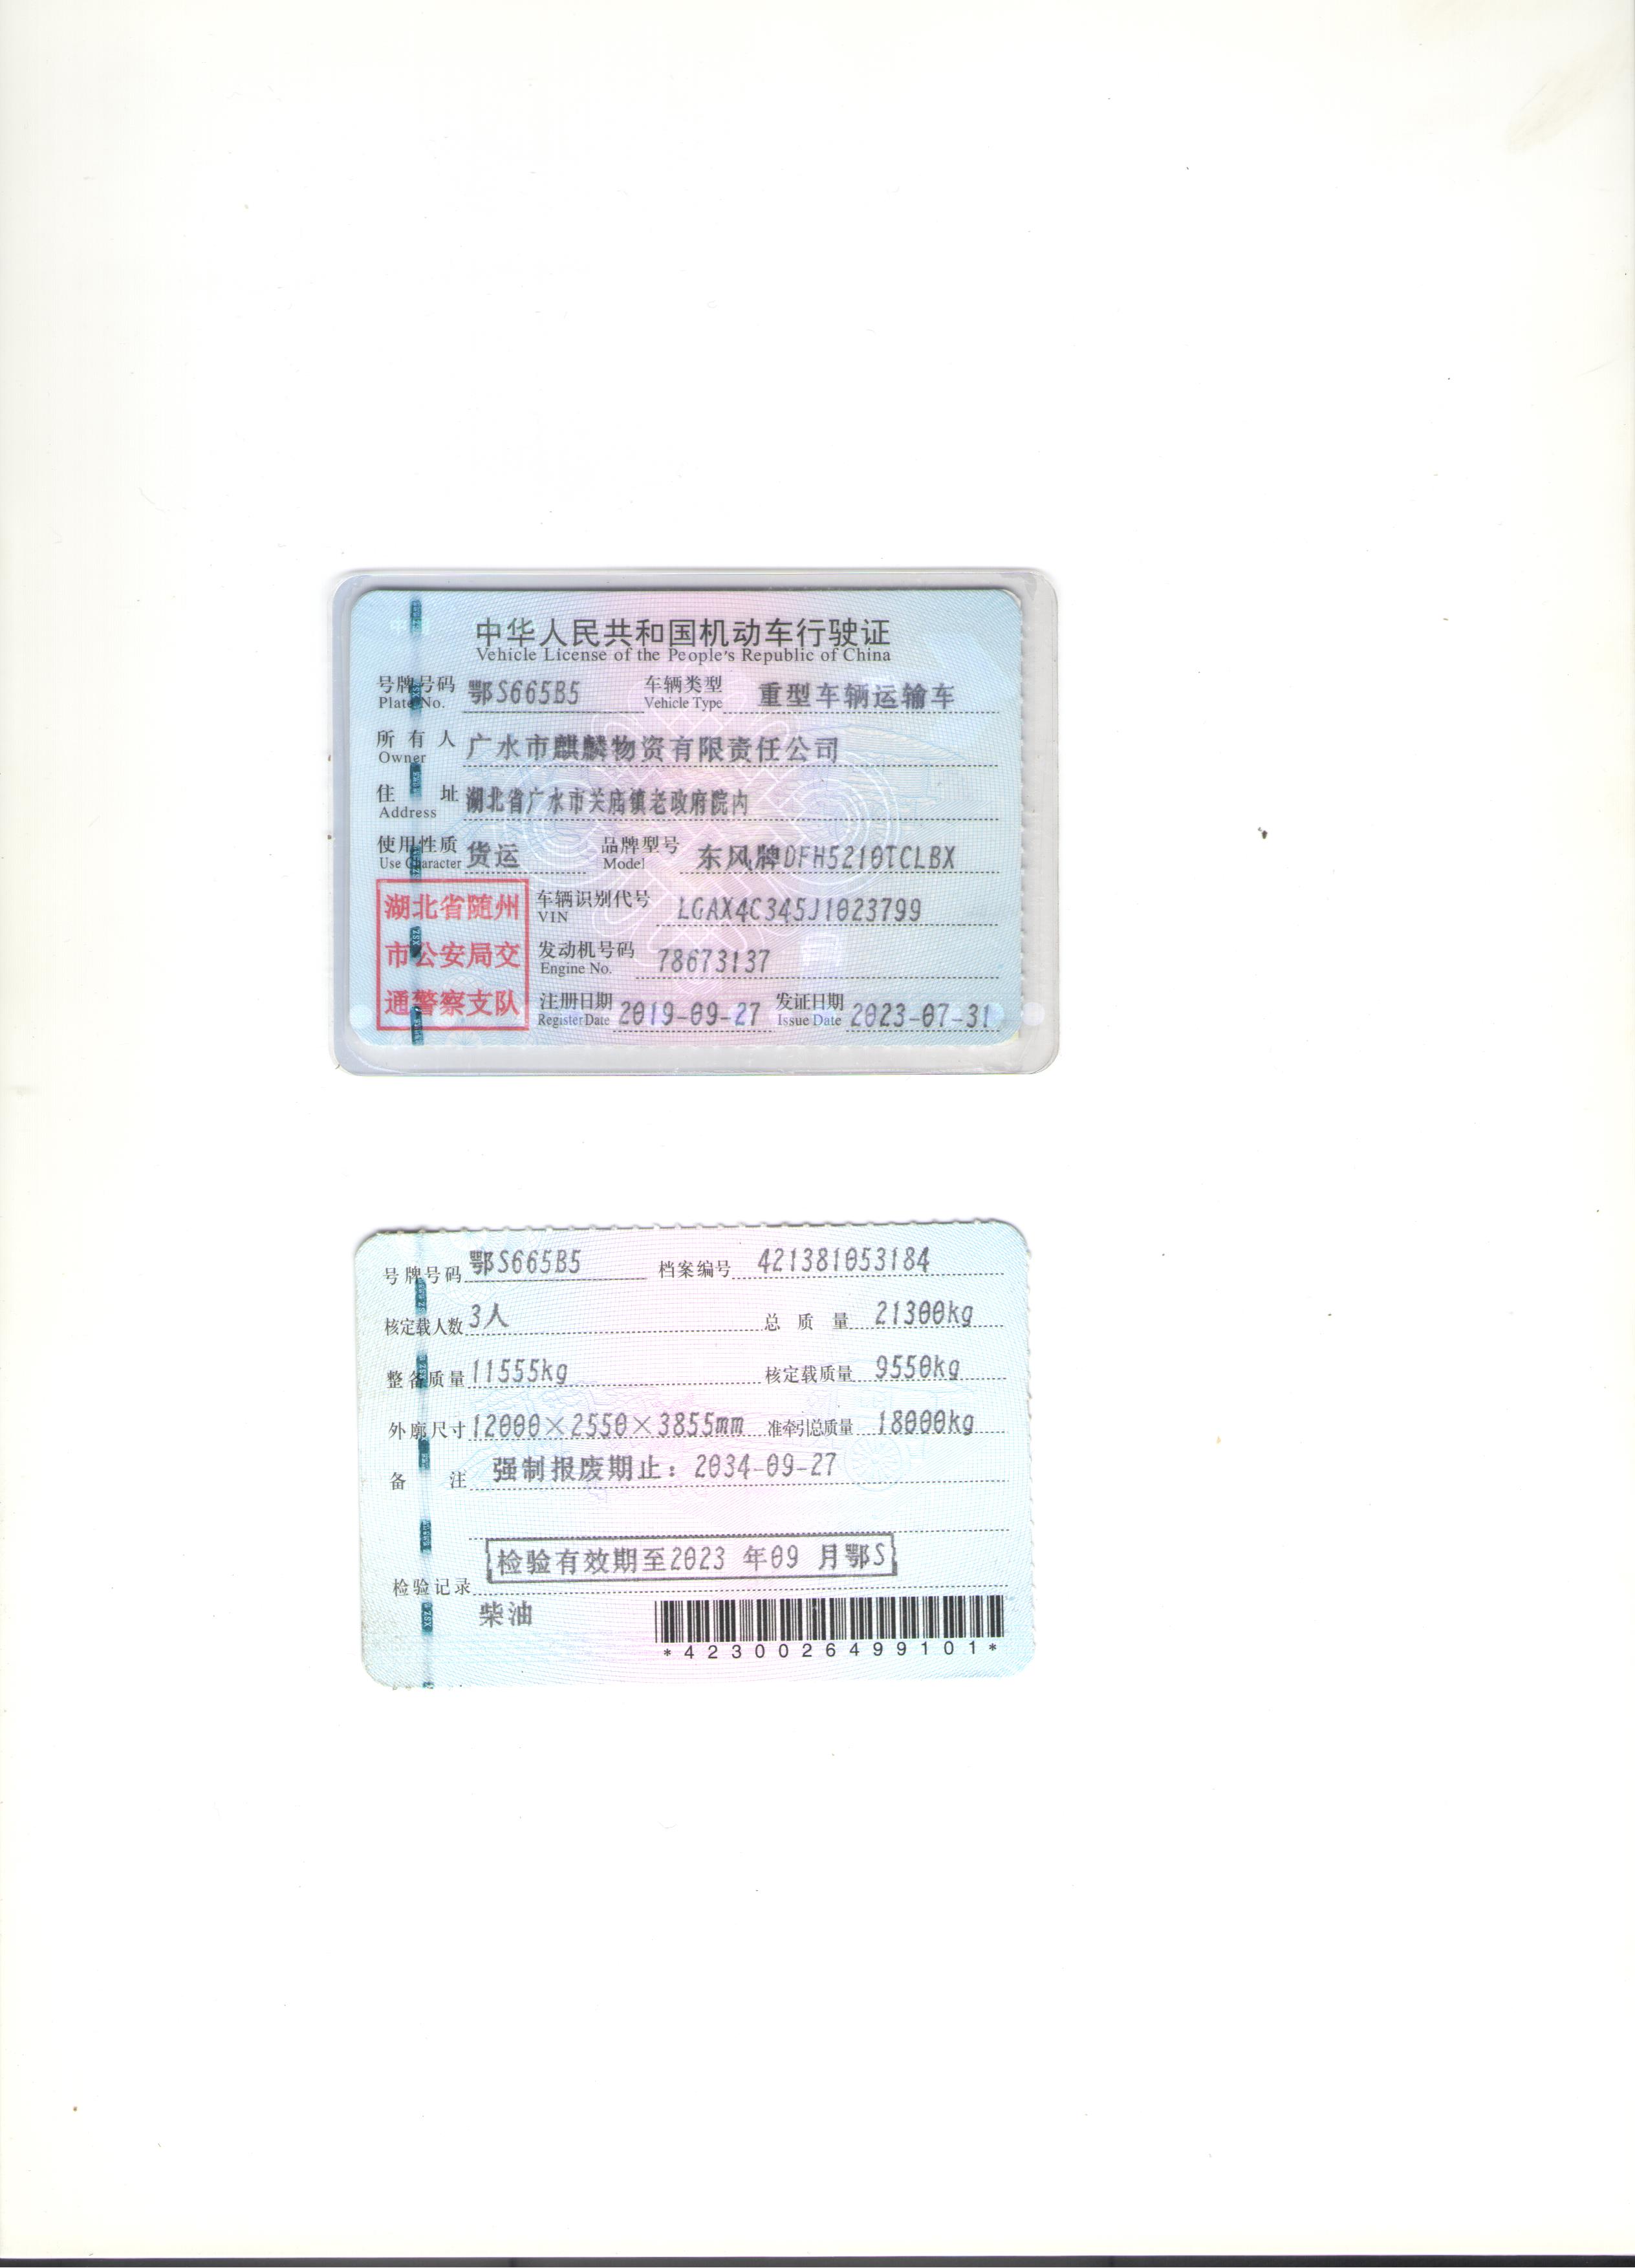 中华人民共和国机动车行驶证
Vehicle License of the People's Republic of China
号牌号码 鄂S665B5 车辆类型 重型车辆运输车
Plate No. Vehicle Type
所有人 广水市麒麟物资有限责任公司
Owner
住址 湖北省广水市关庙镇老政府院内
Address
使用性质 货运 品牌型号 东风牌DFH5210TCLBX
Use Character Model
湖北省随州
市公安局交
通警察支队
车辆识别代号 LGAX4C345J1023799
VIN
发动机号码 78673137
Engine No.
注册日期 2019-09-27 发证日期 2023-07-31
Register Date Issue Date
号牌号码 鄂S665B5 档案编号 421381053184
核定载人数 3人 总质量 21300kg
整备质量 11555kg 核定载质量 9550kg
外廓尺寸 12000×2550×3855mm 准牵引总质量 18000kg
备注 强制报废期止：2034-09-27
检验有效期至2023 年09 月鄂S
检验记录
柴油
*4230026499101*